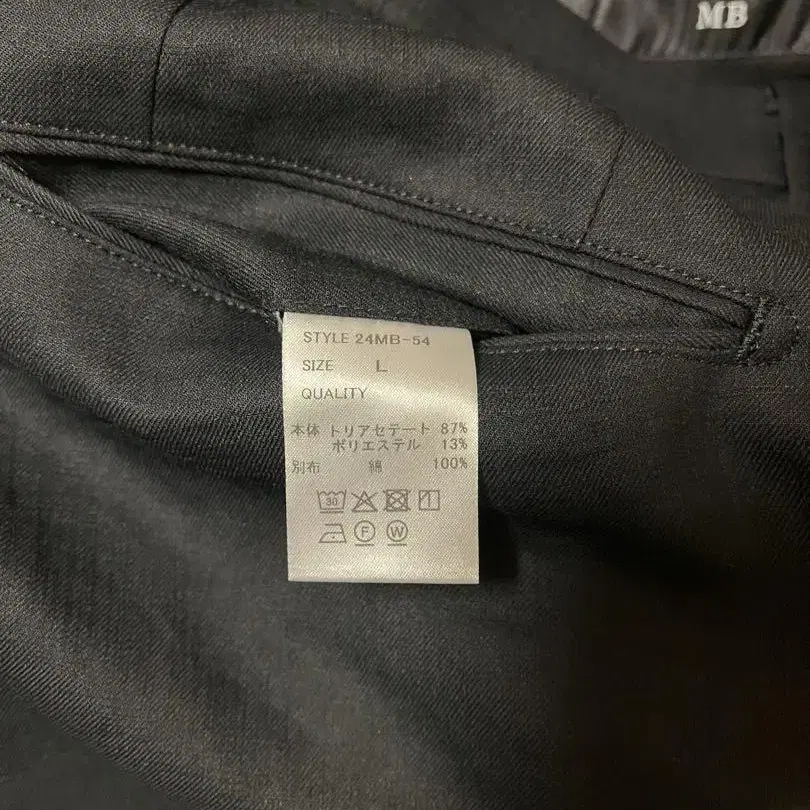 MB
STYLE 24MB-54
SIZE L
QUALITY
本体 トリアセテート 87%
ポリエステル 13%
別布 綿 100%
30
F W